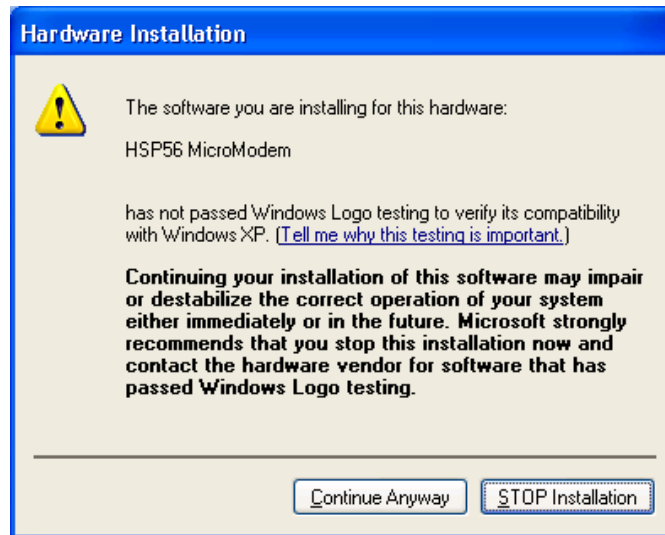 Hardware Installation
The software you are installing for this hardware:
HSP56 MicroModem
has not passed Windows Logo testing to verify its compatibility
with Windows XP. (Tell me why this testing is important.)
Continuing your installation of this software may impair
or destabilize the correct operation of your system
either immediately or in the future. Microsoft strongly
recommends that you stop this installation now and
contact the hardware vendor for software that has
passed Windows Logo testing.
Continue Anyway STOP Installation